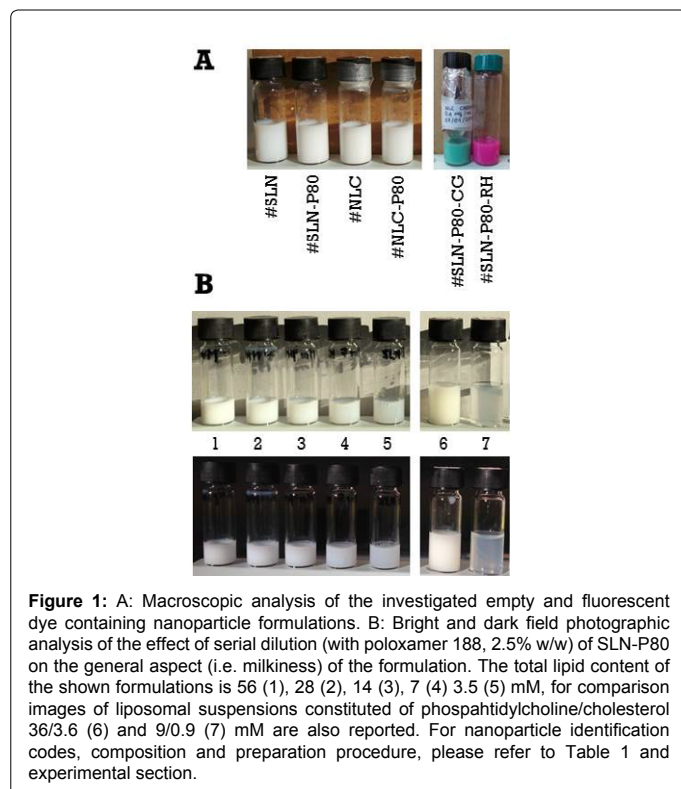 A
#SLN
#SLN-P80
#NLC
#NLC-P80
#SLN-P80-CG
#SLN-P80-RH
B
1 2 3 4 5 6 7
Figure 1: A: Macroscopic analysis of the investigated empty and fluorescent
dye containing nanoparticle formulations. B: Bright and dark field photographic
analysis of the effect of serial dilution (with poloxamer 188, 2.5% w/w) of SLN-P80
on the general aspect (i.e. milkiness) of the formulation. The total lipid content of
the shown formulations is 56 (1), 28 (2), 14 (3), 7 (4) 3.5 (5) mM, for comparison
images of liposomal suspensions constituted of phospahtidylcholine/cholesterol
36/3.6 (6) and 9/0.9 (7) mM are also reported. For nanoparticle identification
codes, composition and preparation procedure, please refer to Table 1 and
experimental section.